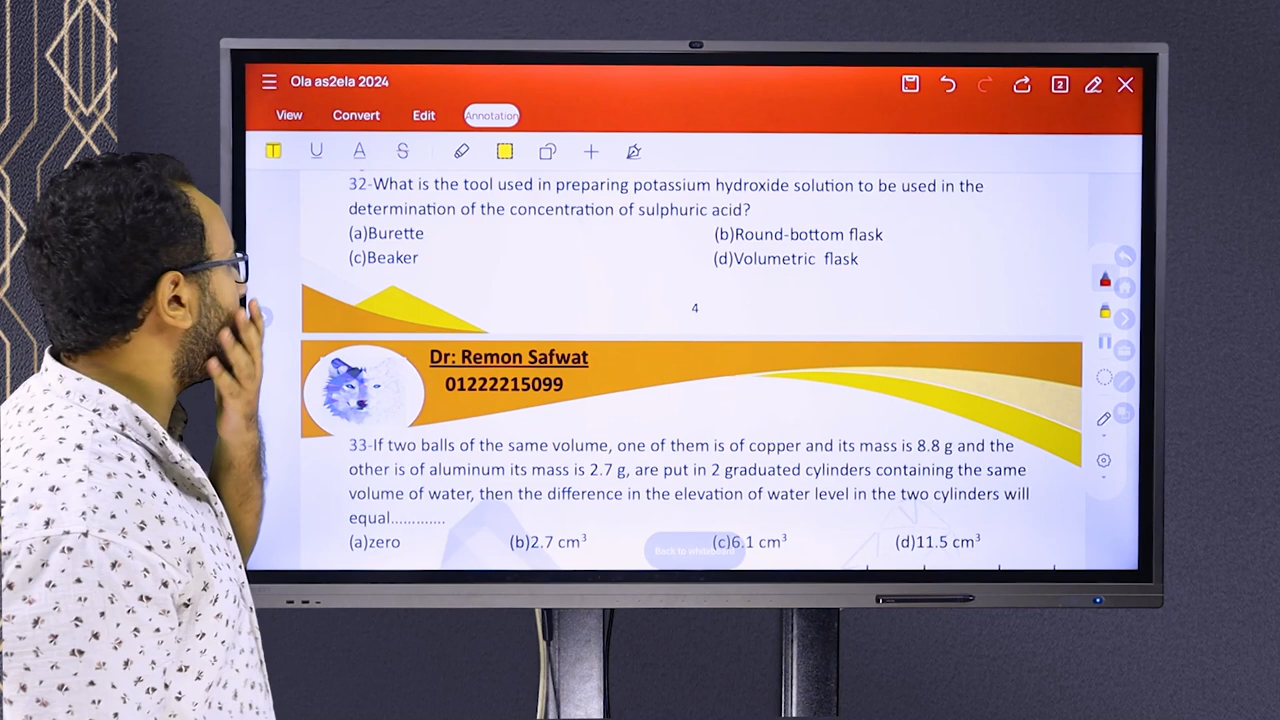 Ola as2ela 2024
View Convert Edit Annotation
32-What is the tool used in preparing potassium hydroxide solution to be used in the
determination of the concentration of sulphuric acid?
(a)Burette (b)Round-bottom flask
(c)Beaker (d)Volumetric flask
4
Dr: Remon Safwat
01222215099
33-If two balls of the same volume, one of them is of copper and its mass is 8.8 g and the
other is of aluminum its mass is 2.7 g, are put in 2 graduated cylinders containing the same
volume of water, then the difference in the elevation of water level in the two cylinders will
equal.............
(a)zero (b)2.7 cm³ (c)6.1 cm³ (d)11.5 cm³
Back to whiteboard